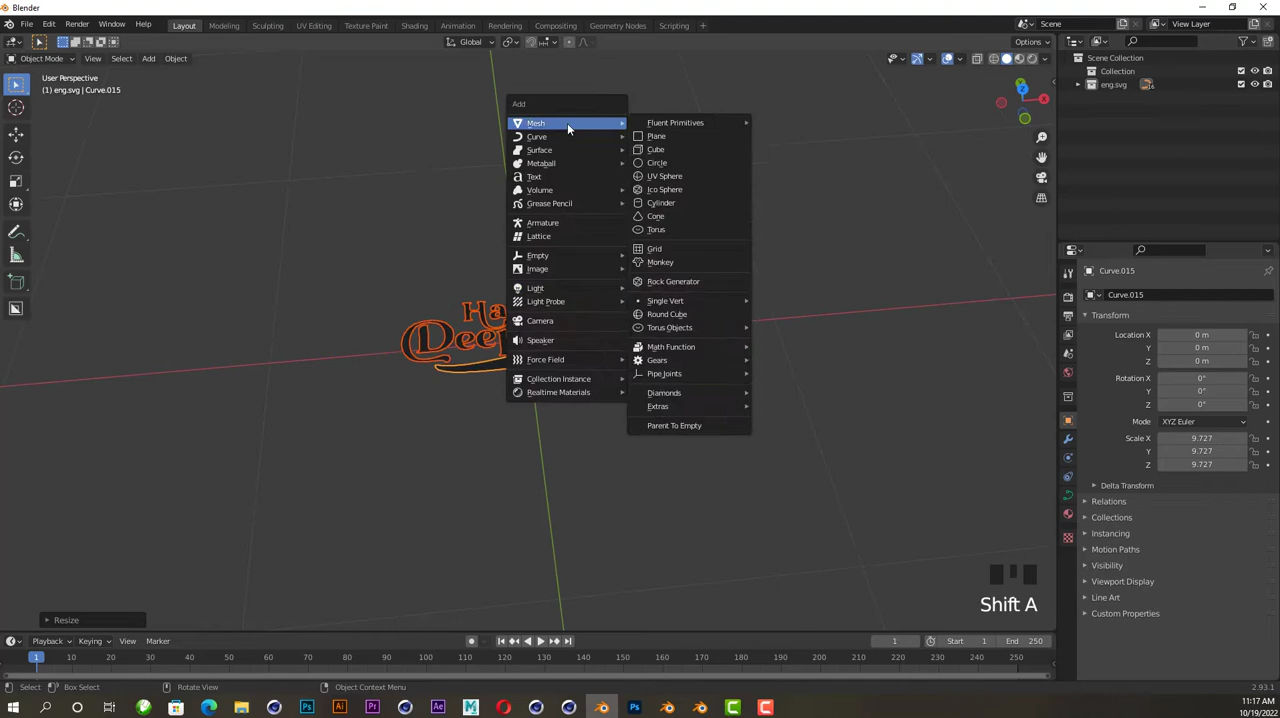 Blender
File Edit Render Window Help Layout Modeling Sculpting UV Editing Texture Paint Shading Animation Rendering Compositing Geometry Nodes Scripting + Scene View Layer
Global Options
Object Mode View Select Add Object
User Perspective
(1) eng.svg | Curve.015
Scene Collection
Collection
eng.svg 16
Add
Mesh
Curve
Surface
Metaball
Text
Volume
Grease Pencil
Armature
Lattice
Empty
Image
Light
Light Probe
Camera
Speaker
Force Field
Collection Instance
Realtime Materials
Fluent Primitives
Plane
Cube
Circle
UV Sphere
Ico Sphere
Cylinder
Cone
Torus
Grid
Monkey
Rock Generator
Single Vert
Round Cube
Torus Objects
Math Function
Gears
Pipe Joints
Diamonds
Extras
Parent To Empty
Ha
Deep
X
Y
Z
Curve.015
Curve.015
Transform
Location X 0 m
Y 0 m
Z 0 m
Rotation X 0°
Y 0°
Z 0°
Mode XYZ Euler
Scale X 9.727
Y 9.727
Z 9.727
Delta Transform
Relations
Collections
Instancing
Motion Paths
Visibility
Viewport Display
Line Art
Custom Properties
Shift A
Resize
Playback Keying View Marker 1 Start 1 End 250
1 10 20 30 40 50 60 70 80 90 100 110 120 130 140 150 160 170 180 190 200 210 220 230 240 250
Select Box Select Rotate View Object Context Menu 2.93.1
Ps Ai Pr Ae M Ps C C
11:17 AM
10/19/2022